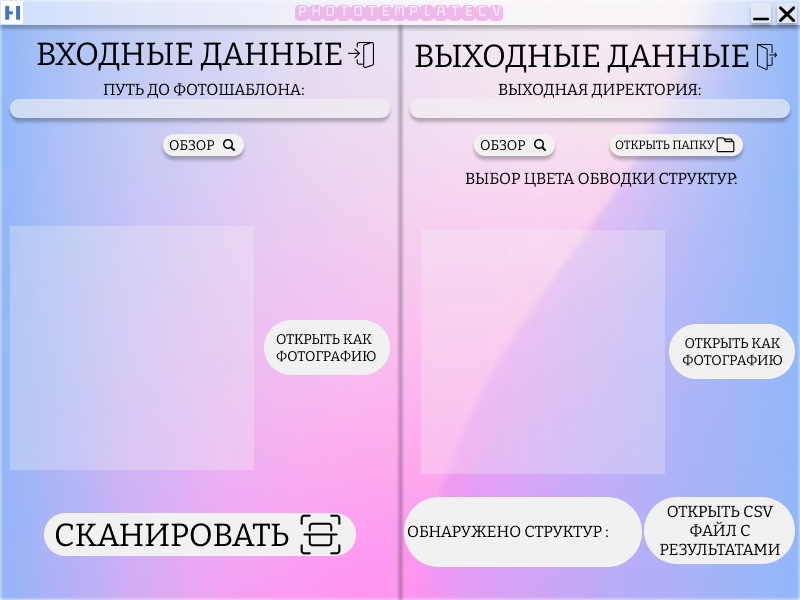 PHOTOTEMPLATECV
ВХОДНЫЕ ДАННЫЕ
ПУТЬ ДО ФОТОШАБЛОНА:
ОБЗОР
ОТКРЫТЬ КАК
ФОТОГРАФИЮ
СКАНИРОВАТЬ
ВЫХОДНЫЕ ДАННЫЕ
ВЫХОДНАЯ ДИРЕКТОРИЯ:
ОБЗОР
ОТКРЫТЬ ПАПКУ
ВЫБОР ЦВЕТА ОБВОДКИ СТРУКТУР:
ОТКРЫТЬ КАК
ФОТОГРАФИЮ
ОБНАРУЖЕНО СТРУКТУР :
ОТКРЫТЬ CSV
ФАЙЛ С
РЕЗУЛЬТАТАМИ